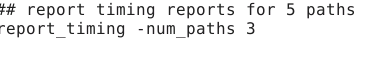 ## report timing reports for 5 paths
report_timing -num_paths 3